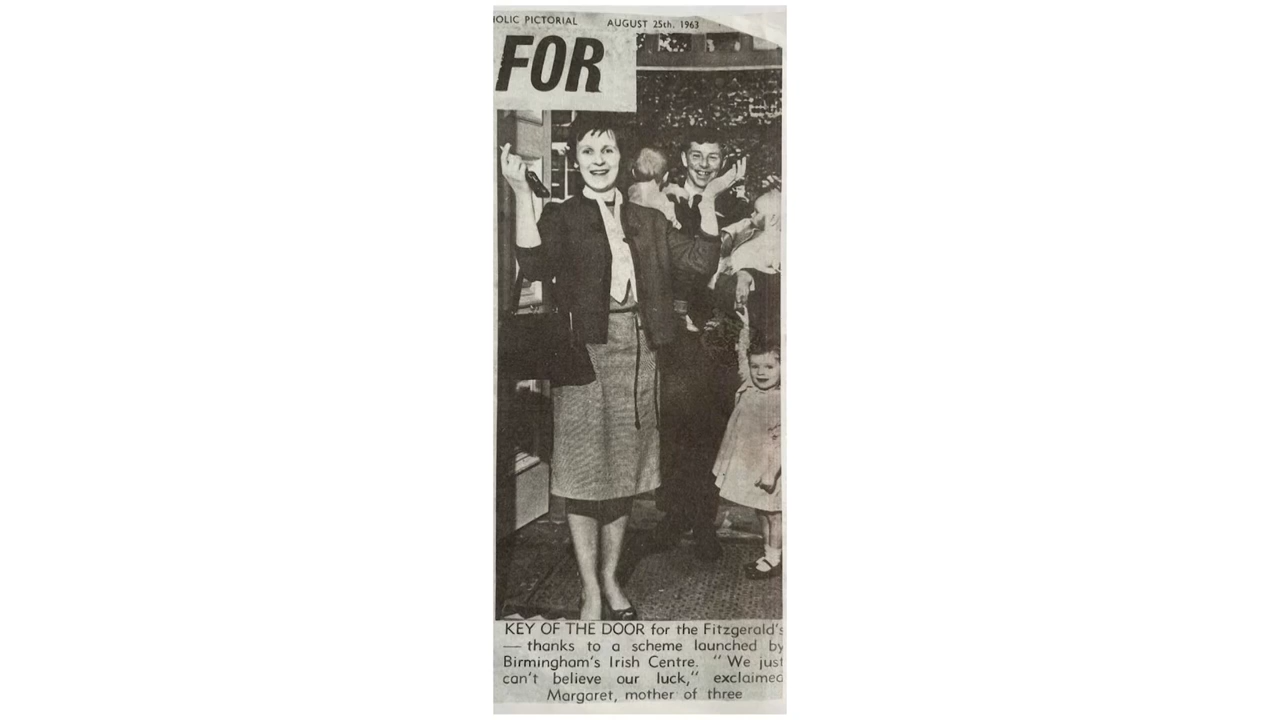 HOLIC PICTORIAL AUGUST 25th, 1963
FOR
KEY OF THE DOOR for the Fitzgerald's
— thanks to a scheme launched by
Birmingham's Irish Centre. "We just
can't believe our luck," exclaimed
Margaret, mother of three